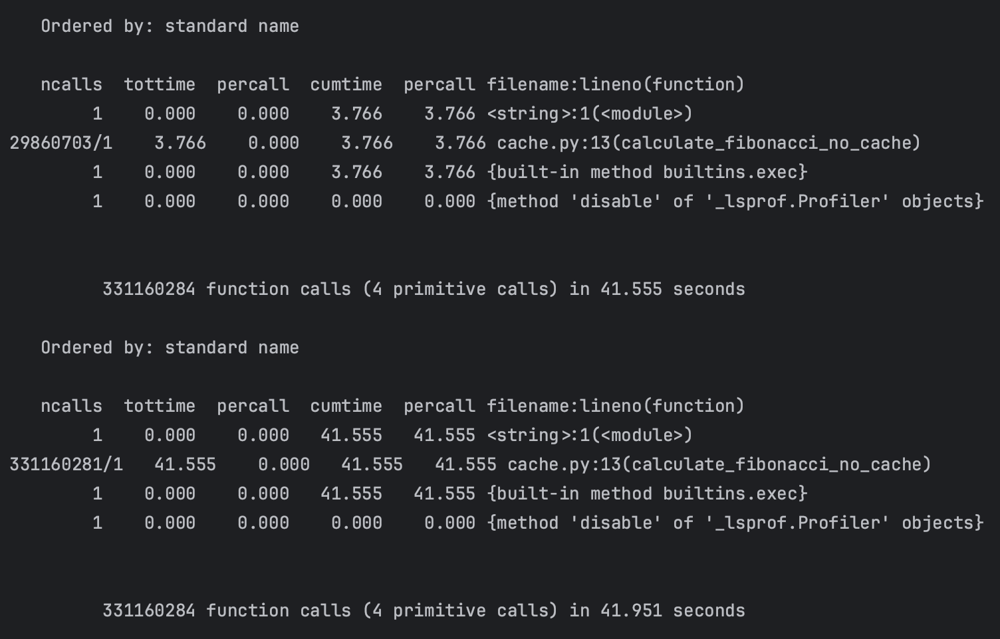 Ordered by: standard name
ncalls  tottime  percall  cumtime  percall filename:lineno(function)
1    0.000    0.000    3.766    3.766 <string>:1(<module>)
29860703/1    3.766    0.000    3.766    3.766 cache.py:13(calculate_fibonacci_no_cache)
1    0.000    0.000    3.766    3.766 {built-in method builtins.exec}
1    0.000    0.000    0.000    0.000 {method 'disable' of '_lsprof.Profiler' objects}
331160284 function calls (4 primitive calls) in 41.555 seconds
Ordered by: standard name
ncalls  tottime  percall  cumtime  percall filename:lineno(function)
1    0.000    0.000   41.555   41.555 <string>:1(<module>)
331160281/1   41.555    0.000   41.555   41.555 cache.py:13(calculate_fibonacci_no_cache)
1    0.000    0.000   41.555   41.555 {built-in method builtins.exec}
1    0.000    0.000    0.000    0.000 {method 'disable' of '_lsprof.Profiler' objects}
331160284 function calls (4 primitive calls) in 41.951 seconds